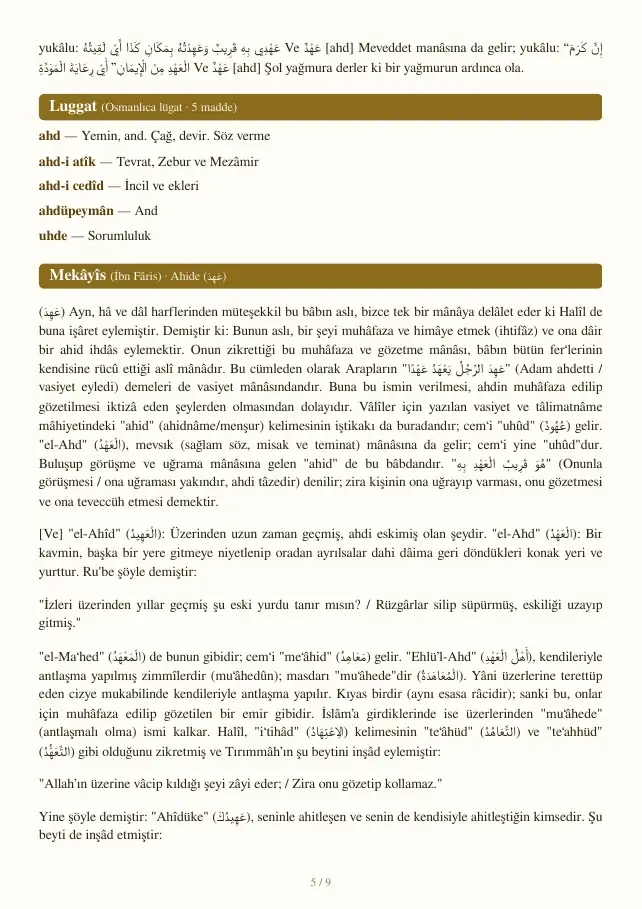 yukâlu: عَهْدِي بِهِ قَرِيبٌ وَعَهِدْتُهُ بِمَكَانِ كَذَا أَيْ لَقِيتُهُ Ve عَهْدٌ [ahd] Meveddet manâsına da gelir; yukâlu: “إِنَّ كَرَمَ
الْعَهْدِ مِنَ الْإِيمَانِ” أَيْ رِعَايَةَ الْمَوَدَّةِ Ve عَهْدٌ [ahd] Şol yağmura derler ki bir yağmurun ardınca ola.
Luggat (Osmanlıca lügat · 5 madde)
ahd — Yemin, and. Çağ, devir. Söz verme
ahd-i atîk — Tevrat, Zebur ve Mezâmir
ahd-i cedîd — İncil ve ekleri
ahdüpeymân — And
uhde — Sorumluluk
Mekâyîs (İbn Fâris) · Ahide (عَهِدَ)
(عَهِدَ) Ayn, hâ ve dâl harflerinden müteşekkil bu bâbın aslı, bizce tek bir mânâya delâlet eder ki Halîl de
buna işâret eylemiştir. Demiştir ki: Bunun aslı, bir şeyi muhâfaza ve himâye etmek (ihtifâz) ve ona dâir
bir ahid ihdâs eylemektir. Onun zikrettiği bu muhâfaza ve gözetme mânâsı, bâbın bütün fer‘lerinin
kendisine rücû ettiği aslî mânâdır. Bu cümleden olarak Arapların "عَهِدَ الرَّجُلُ يَعْهَدُ عَهْدًا" (Adam ahdetti /
vasiyet eyledi) demeleri de vasiyet mânâsındandır. Buna bu ismin verilmesi, ahdin muhâfaza edilip
gözetilmesi iktizâ eden şeylerden olmasından dolayıdır. Vâlîler için yazılan vasiyet ve tâlimatnâme
mâhiyetindeki "ahid" (ahidnâme/menşur) kelimesinin iştikakı da buradandır; cem‘i "uhûd" (عُهُودٌ) gelir.
"el-Ahd" (الْعَهْدُ), mevsık (sağlam söz, misak ve teminat) mânâsına da gelir; cem‘i yine "uhûd"dur.
Buluşup görüşme ve uğrama mânâsına gelen "ahid" de bu bâbdandır. "هُوَ قَرِيبُ الْعَهْدِ بِهِ" (Onunla
görüşmesi / ona uğraması yakındır, ahdi tâzedir) denilir; zira kişinin ona uğrayıp varması, onu gözetmesi
ve ona teveccüh etmesi demektir.
[Ve] "el-Ahîd" (الْعَهِيدُ): Üzerinden uzun zaman geçmiş, ahdi eskimiş olan şeydir. "el-Ahd" (الْعَهْدُ): Bir
kavmin, başka bir yere gitmeye niyetlenip oradan ayrılsalar dahi dâima geri döndükleri konak yeri ve
yurttur. Ru'be şöyle demiştir:
"İzleri üzerinden yıllar geçmiş şu eski yurdu tanır mısın? / Rüzgârlar silip süpürmüş, eskiliği uzayıp
gitmiş."
"el-Ma‘hed" (الْمَعْهَدُ) de bunun gibidir; cem‘i "me‘âhid" (مَعَاهِدُ) gelir. "Ehlü’l-Ahd" (أَهْلُ الْعَهْدِ), kendileriyle
antlaşma yapılmış zimmîlerdir (mu‘âhedûn); masdarı "mu‘âhede"dir (الْمُعَاهَدَةُ). Yâni üzerlerine terettüp
eden cizye mukabilinde kendileriyle antlaşma yapılır. Kıyas birdir (aynı esasa râcidir); sanki bu, onlar
için muhâfaza edilip gözetilen bir emir gibidir. İslâm’a girdiklerinde ise üzerlerinden "mu‘âhede"
(antlaşmalı olma) ismi kalkar. Halîl, "i‘tihâd" (الِاعْتِهَادُ) kelimesinin "te‘âhüd" (التَّعَاهُدُ) ve "te‘ahhüd"
(التَّعَهُّدُ) gibi olduğunu zikretmiş ve Tırımmâh’ın şu beytini inşâd eylemiştir:
"Allah’ın üzerine vâcip kıldığı şeyi zâyi eder; / Zira onu gözetip kollamaz."
Yine şöyle demiştir: "Ahîdüke" (عَهِيدُكَ), seninle ahitleşen ve senin de kendisiyle ahitleştiğin kimsedir. Şu
beyti de inşâd etmiştir:
5 / 9